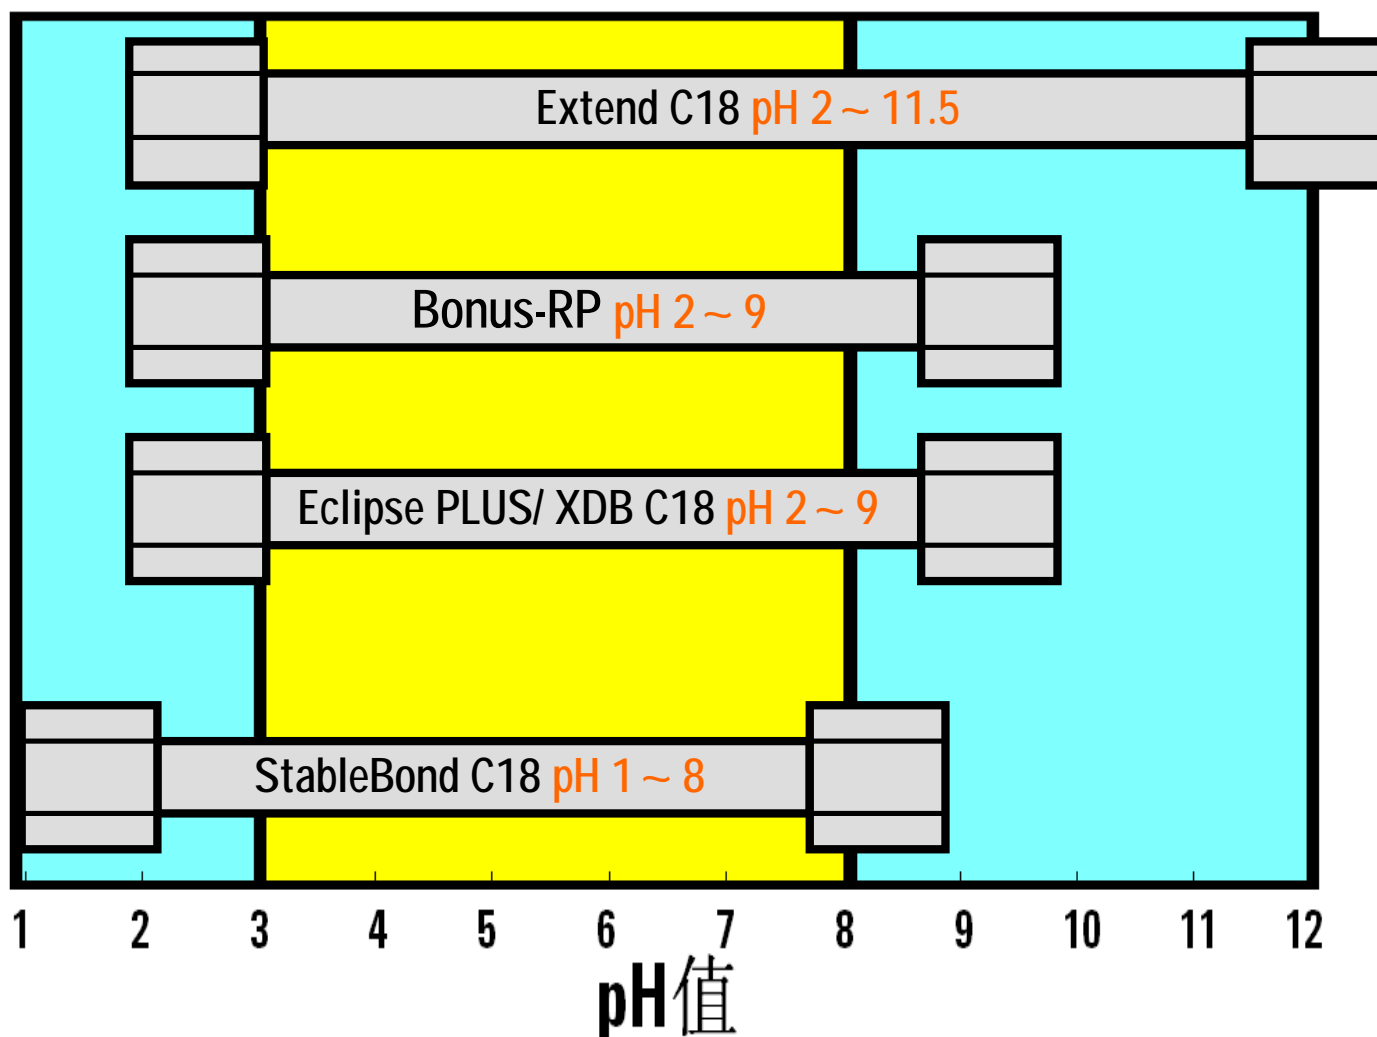 Extend C18 pH 2 ~ 11.5
Bonus-RP pH 2 ~ 9
Eclipse PLUS/ XDB C18 pH 2 ~ 9
StableBond C18 pH 1 ~ 8
1 2 3 4 5 6 7 8 9 10 11 12
pH值